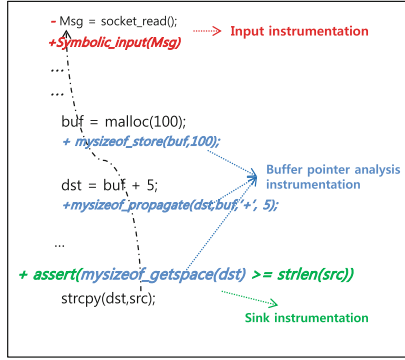 - Msg = socket_read();
+Symbolic_input(Msg)
Input instrumentation
...
...
buf = malloc(100);
+ mysizeof_store(buf,100);
Buffer pointer analysis
instrumentation
dst = buf + 5;
+mysizeof_propagate(dst,buf,'+', 5);
...
+ assert(mysizeof_getspace(dst) >= strlen(src))
strcpy(dst,src);
Sink instrumentation